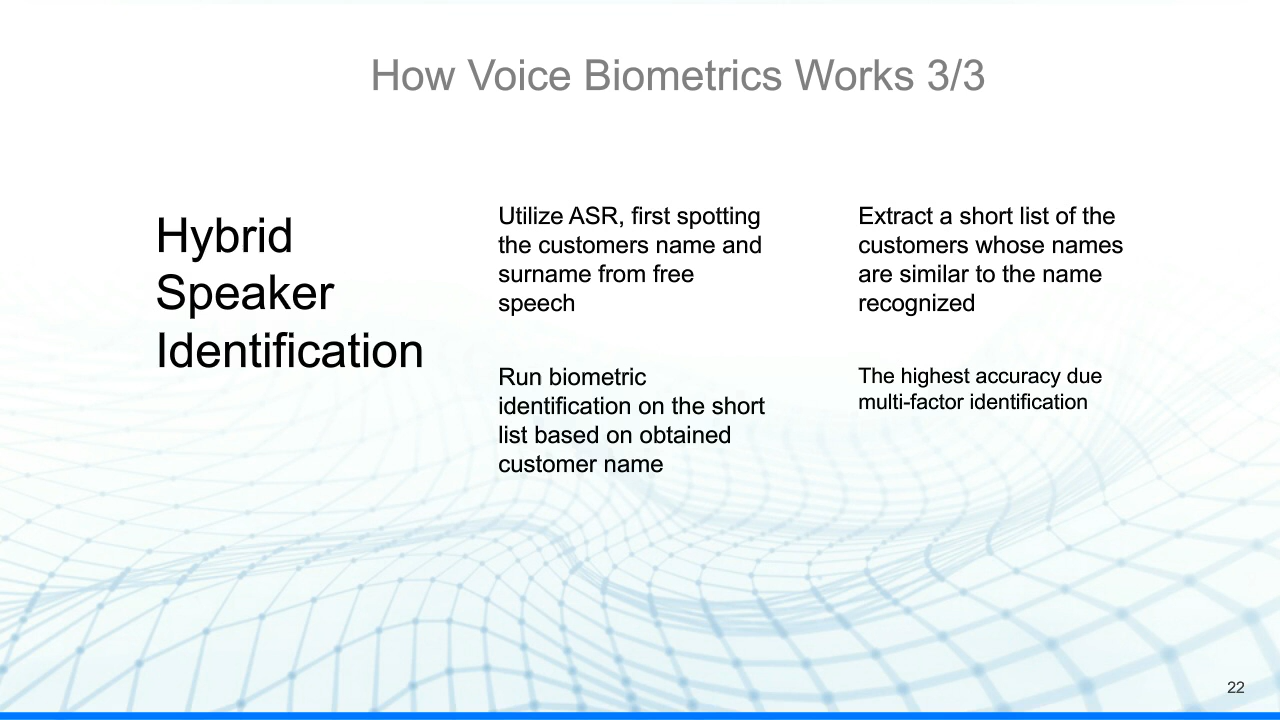 How Voice Biometrics Works 3/3
Hybrid
Speaker
Identification
Utilize ASR, first spotting
the customers name and
surname from free
speech
Extract a short list of the
customers whose names
are similar to the name
recognized
Run biometric
identification on the short
list based on obtained
customer name
The highest accuracy due
multi-factor identification
22